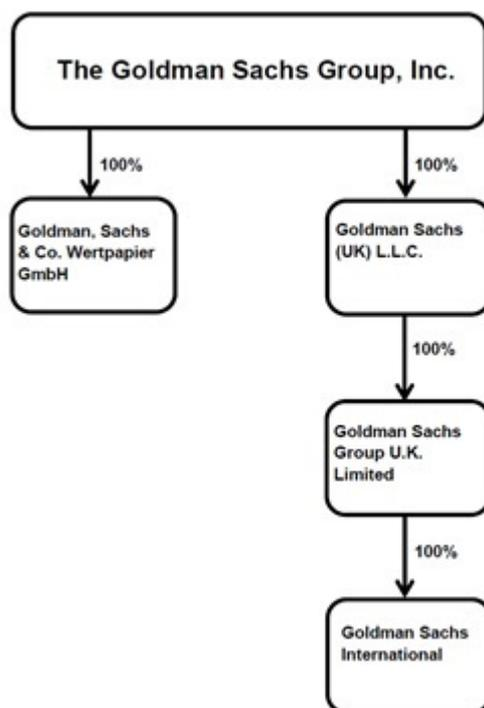 The Goldman Sachs Group, Inc.
100%
100%
Goldman, Sachs
& Co. Wertpapier
GmbH
Goldman Sachs
(UK) L.L.C.
100%
Goldman Sachs
Group U.K.
Limited
100%
Goldman Sachs
International